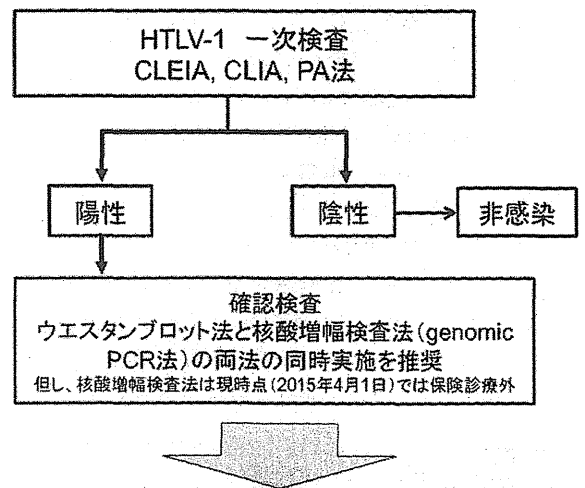 HTLV-1 一次検査
CLEIA, CLIA, PA法
陽性
陰性
非感染
確認検査
ウエスタンブロット法と核酸増幅検査法(genomic
PCR法)の両法の同時実施を推奨
但し、核酸増幅検査法は現時点(2015年4月1日)では保険診療外